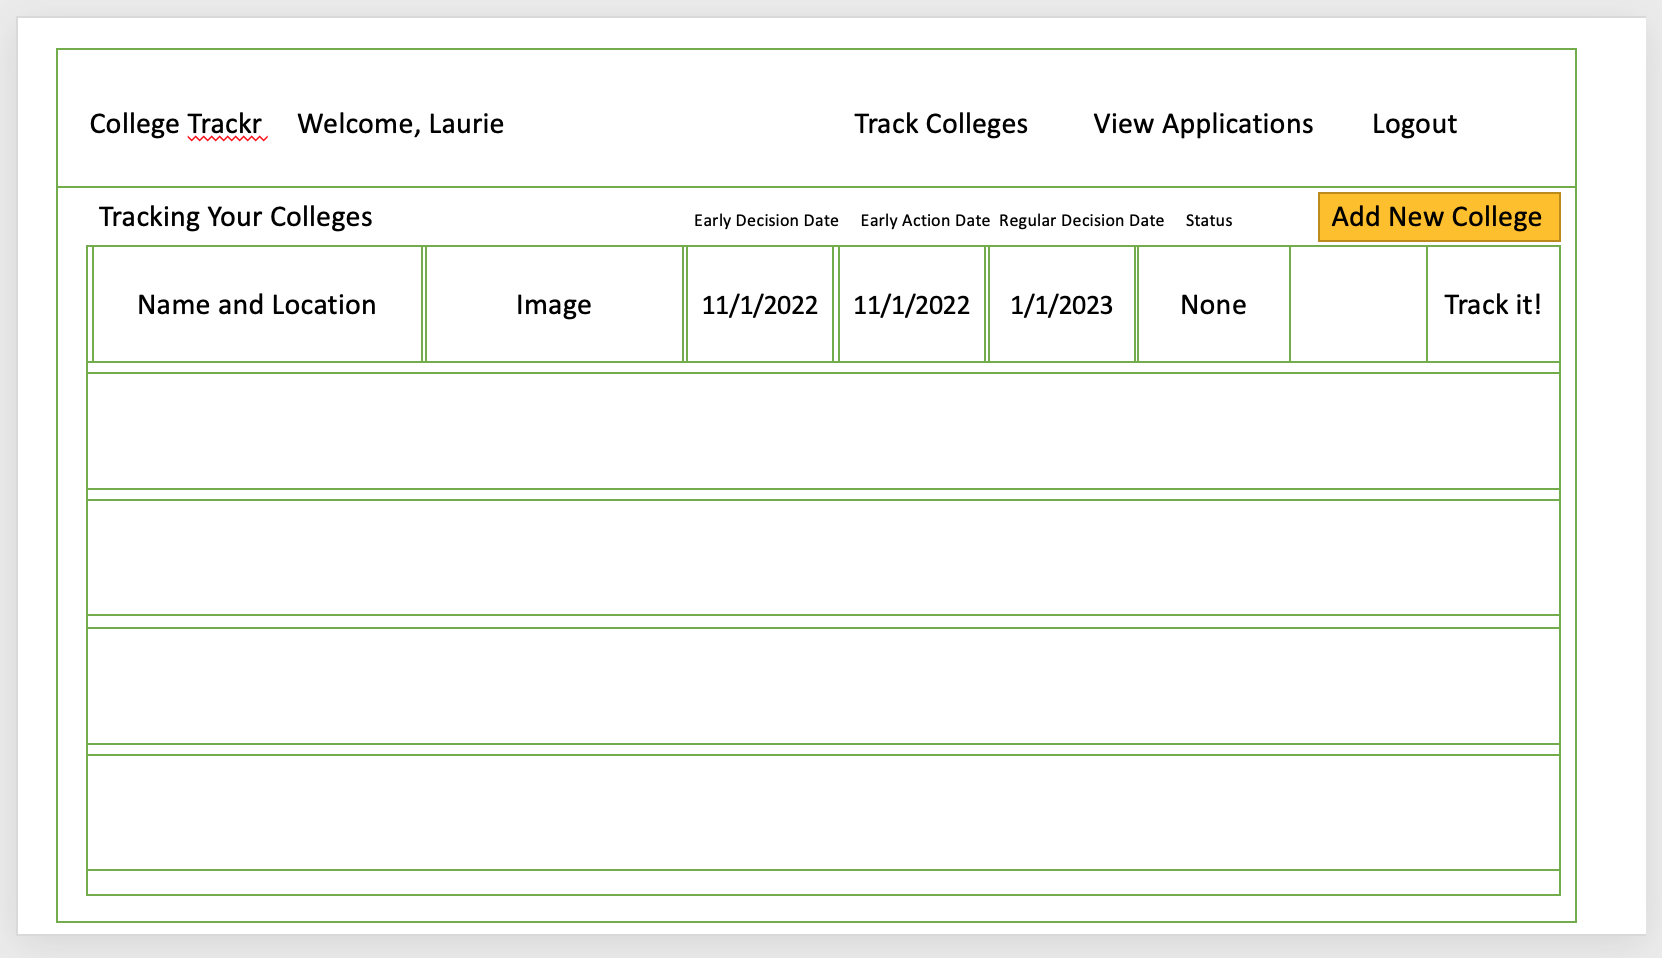 College Trackr Welcome, Laurie Track Colleges View Applications Logout
Tracking Your Colleges Early Decision Date Early Action Date Regular Decision Date Status Add New College
Name and Location Image 11/1/2022 11/1/2022 1/1/2023 None Track it!